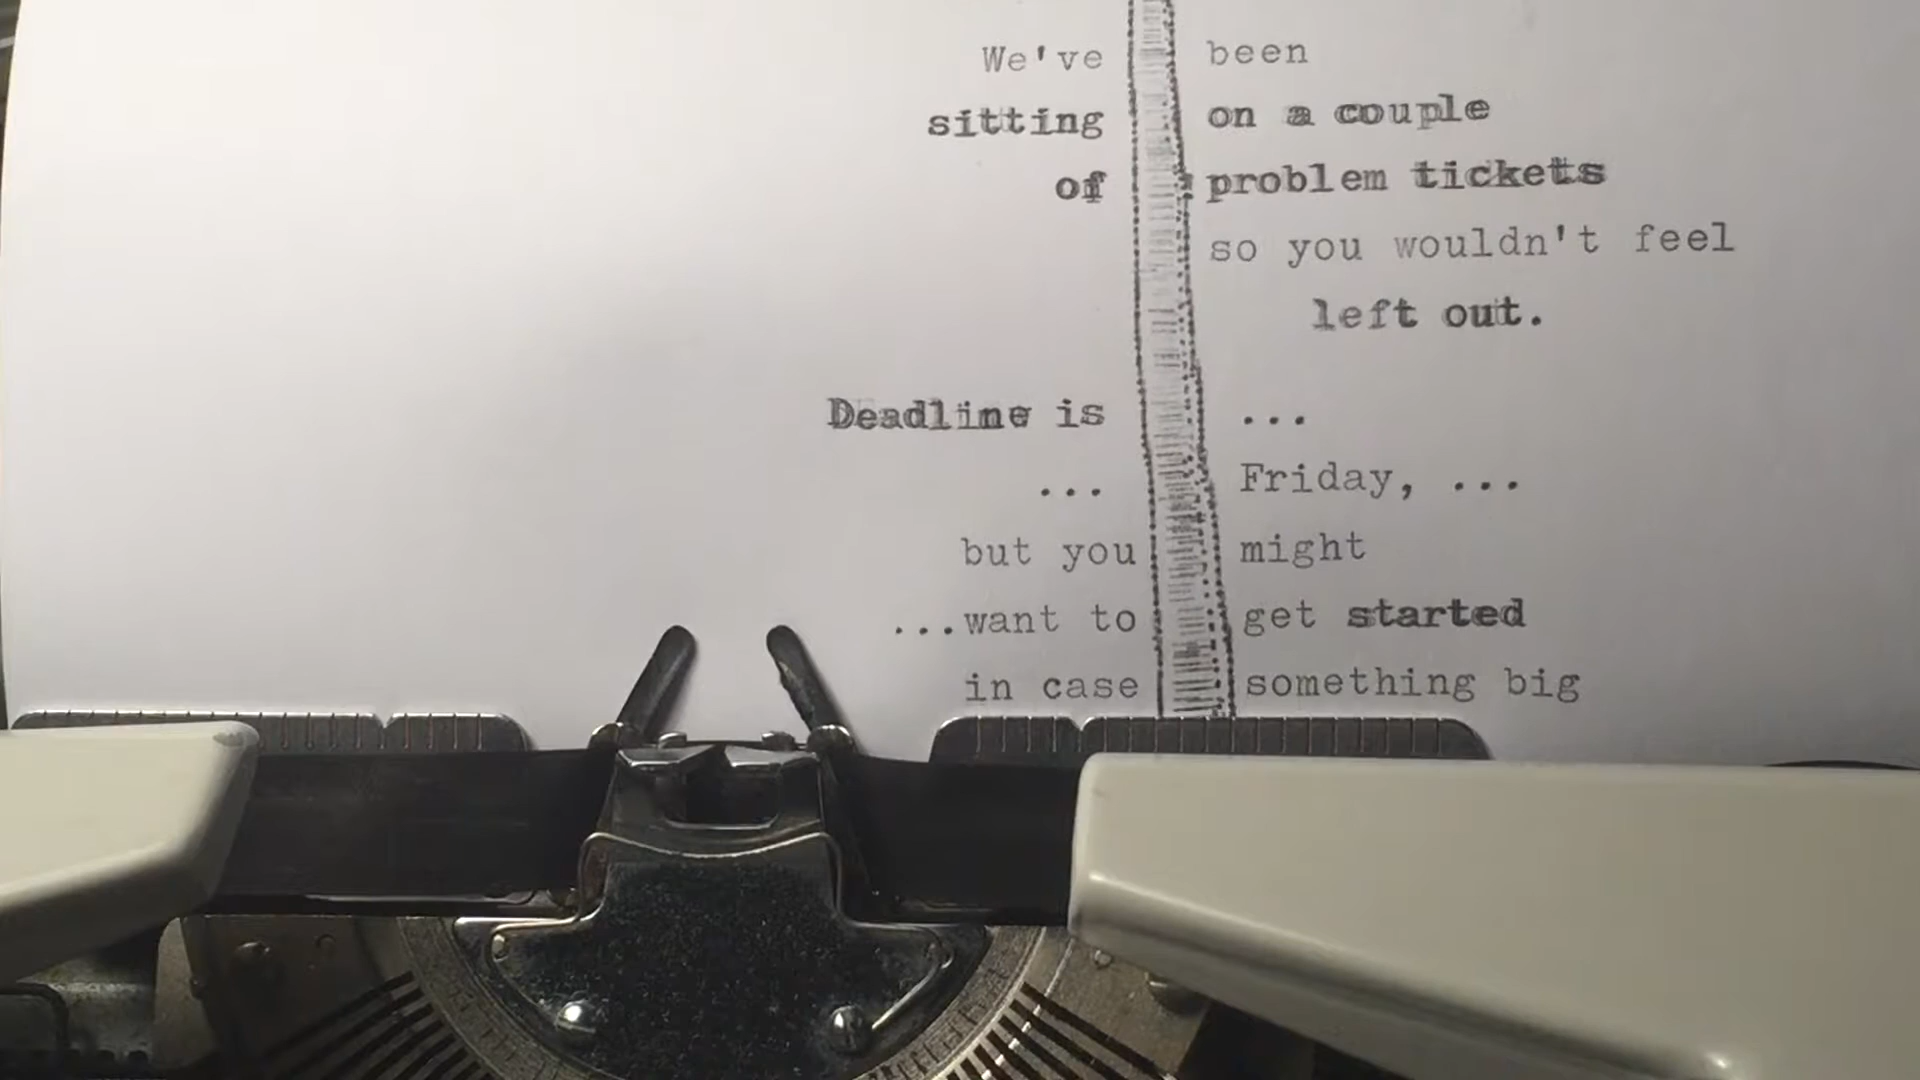 We've been
sitting on a couple
of problem tickets
so you wouldn't feel
left out.
Deadline is ...
... Friday, ...
but you might
...want to get started
in case something big